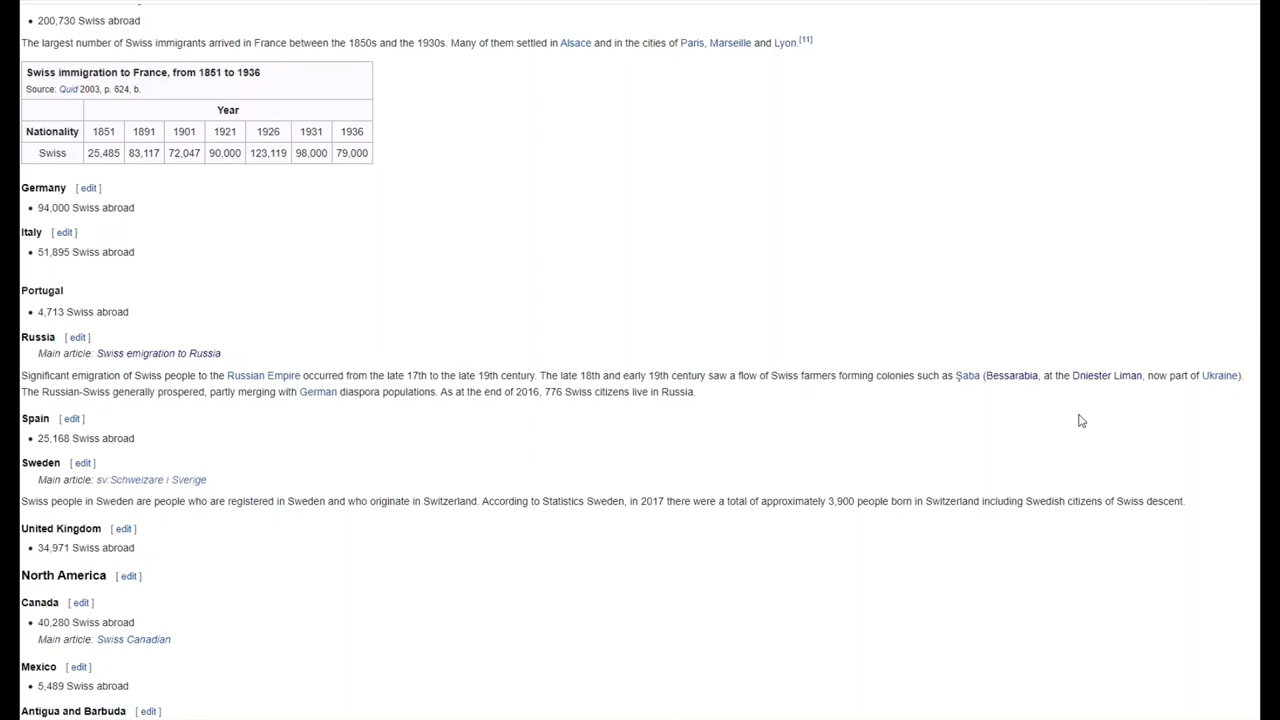 200,730 Swiss abroad
The largest number of Swiss immigrants arrived in France between the 1850s and the 1930s. Many of them settled in Alsace and in the cities of Paris, Marseille and Lyon.[11]
Swiss immigration to France, from 1851 to 1936
Source: Quid 2003, p. 624, b.
Year
Nationality 1851 1891 1901 1921 1926 1931 1936
Swiss 25,485 83,117 72,047 90,000 123,119 98,000 79,000
Germany [ edit ]
94,000 Swiss abroad
Italy [ edit ]
51,895 Swiss abroad
Portugal
4,713 Swiss abroad
Russia [ edit ]
Main article: Swiss emigration to Russia
Significant emigration of Swiss people to the Russian Empire occurred from the late 17th to the late 19th century. The late 18th and early 19th century saw a flow of Swiss farmers forming colonies such as Şaba (Bessarabia, at the Dniester Liman, now part of Ukraine).
The Russian-Swiss generally prospered, partly merging with German diaspora populations. As at the end of 2016, 776 Swiss citizens live in Russia.
Spain [ edit ]
25,168 Swiss abroad
Sweden [ edit ]
Main article: sv:Schweizare i Sverige
Swiss people in Sweden are people who are registered in Sweden and who originate in Switzerland. According to Statistics Sweden, in 2017 there were a total of approximately 3,900 people born in Switzerland including Swedish citizens of Swiss descent.
United Kingdom [ edit ]
34,971 Swiss abroad
North America [ edit ]
Canada [ edit ]
40,280 Swiss abroad
Main article: Swiss Canadian
Mexico [ edit ]
5,489 Swiss abroad
Antigua and Barbuda [ edit ]